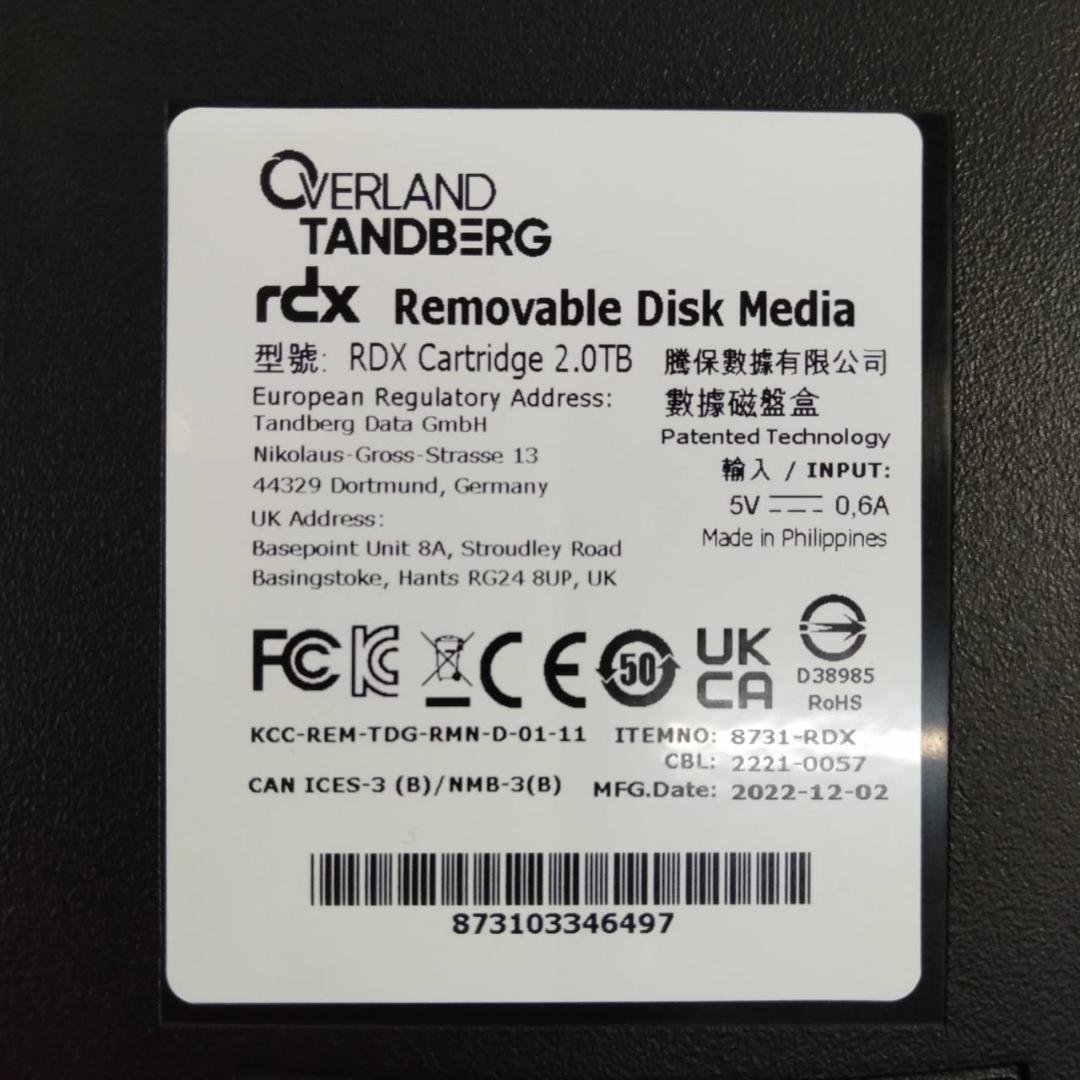 OVERLAND
TANDBERG
rdx Removable Disk Media
型號: RDX Cartridge 2.0TB
騰保數據有限公司
European Regulatory Address:
數據磁盤盒
Tandberg Data GmbH
Patented Technology
Nikolaus-Gross-Strasse 13
輸入 / INPUT:
44329 Dortmund, Germany
5V 0,6A
UK Address:
Made in Philippines
Basepoint Unit 8A, Stroudley Road
Basingstoke, Hants RG24 8UP, UK
FC KC CE 50 UK
CA
D38985
RoHS
KCC-REM-TDG-RMN-D-01-11
ITEMNO: 8731-RDX
CBL: 2221-0057
CAN ICES-3 (B)/NMB-3(B)
MFG.Date: 2022-12-02
873103346497